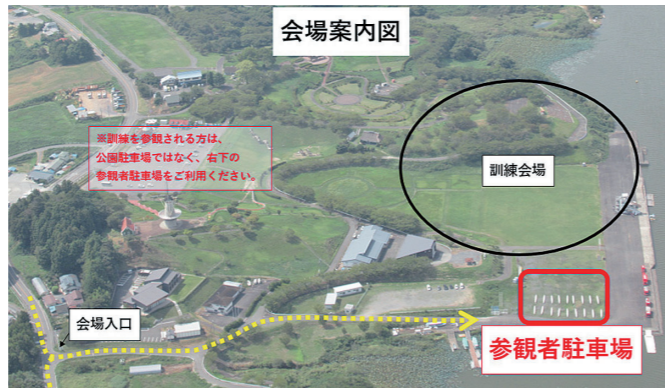 会場案内図
※訓練を参観される方は、
公園駐車場ではなく、右下の
参観者駐車場をご利用ください。
訓練会場
会場入口
参観者駐車場